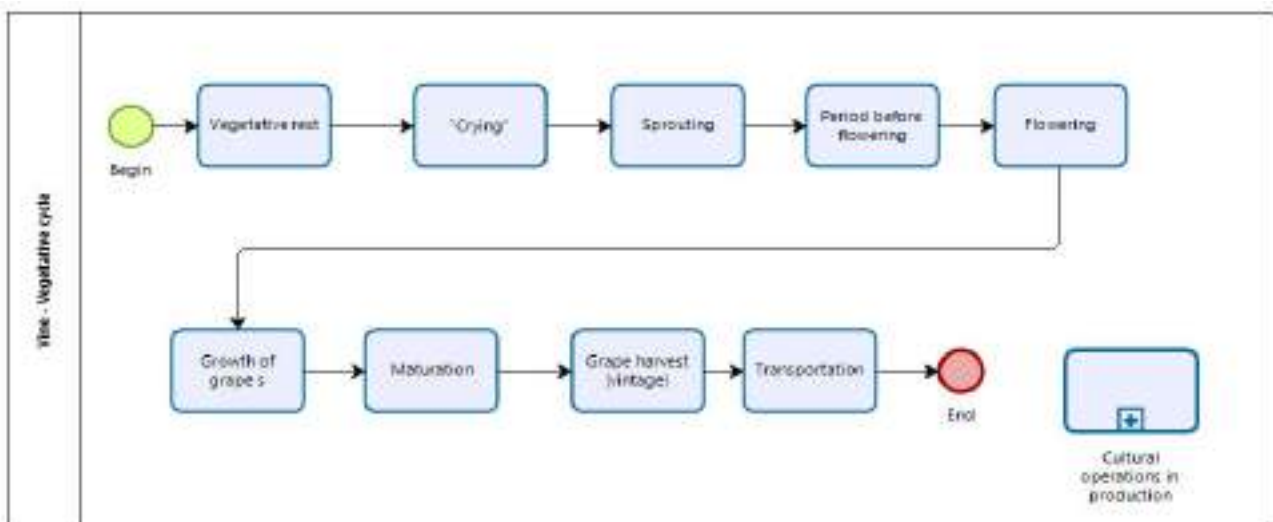 Vine - Vegetative cycle
Begin
Vegetative rest
"Crying"
Sprouting
Period before
flowering
Flowering
Growth of
grape s
Maturation
Grape harvest
(vintage)
Transportation
End
Cultural
operations in
production